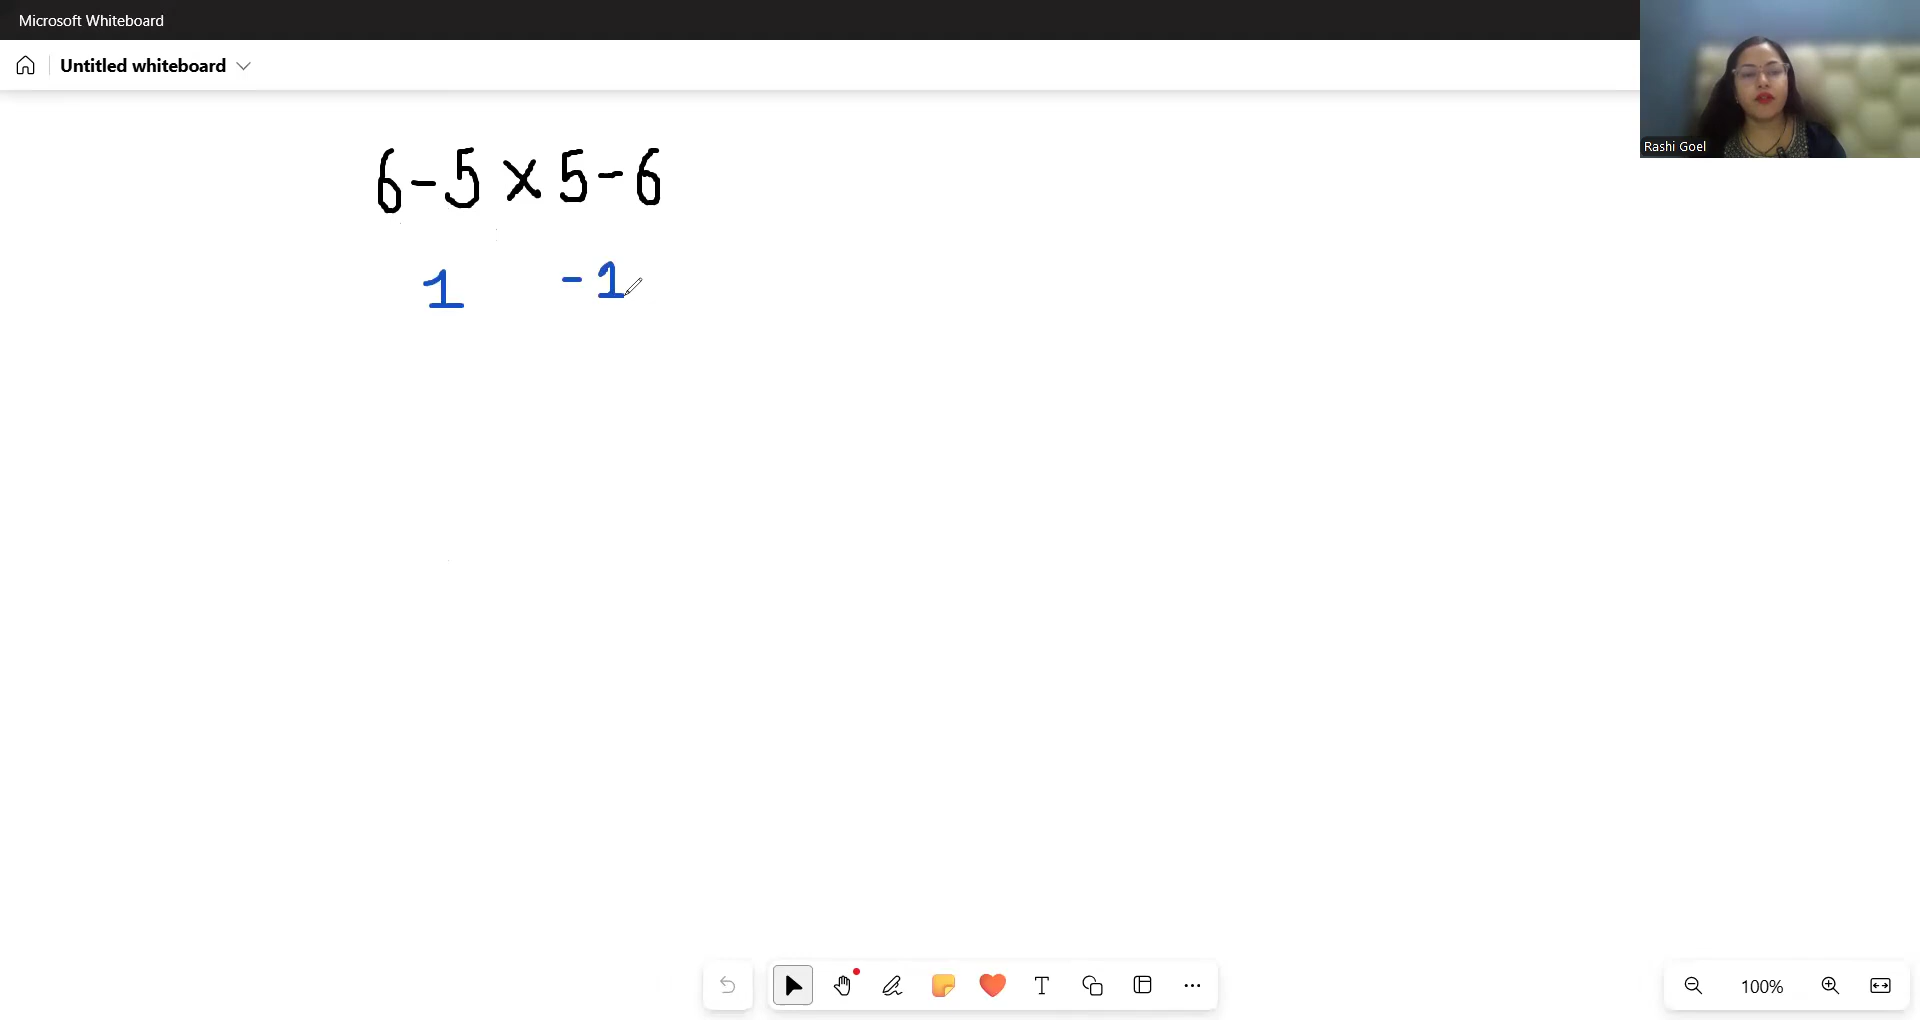 Microsoft Whiteboard
Untitled whiteboard
Rashi Goel
6 - 5 × 5 - 6
1 - 1
100%